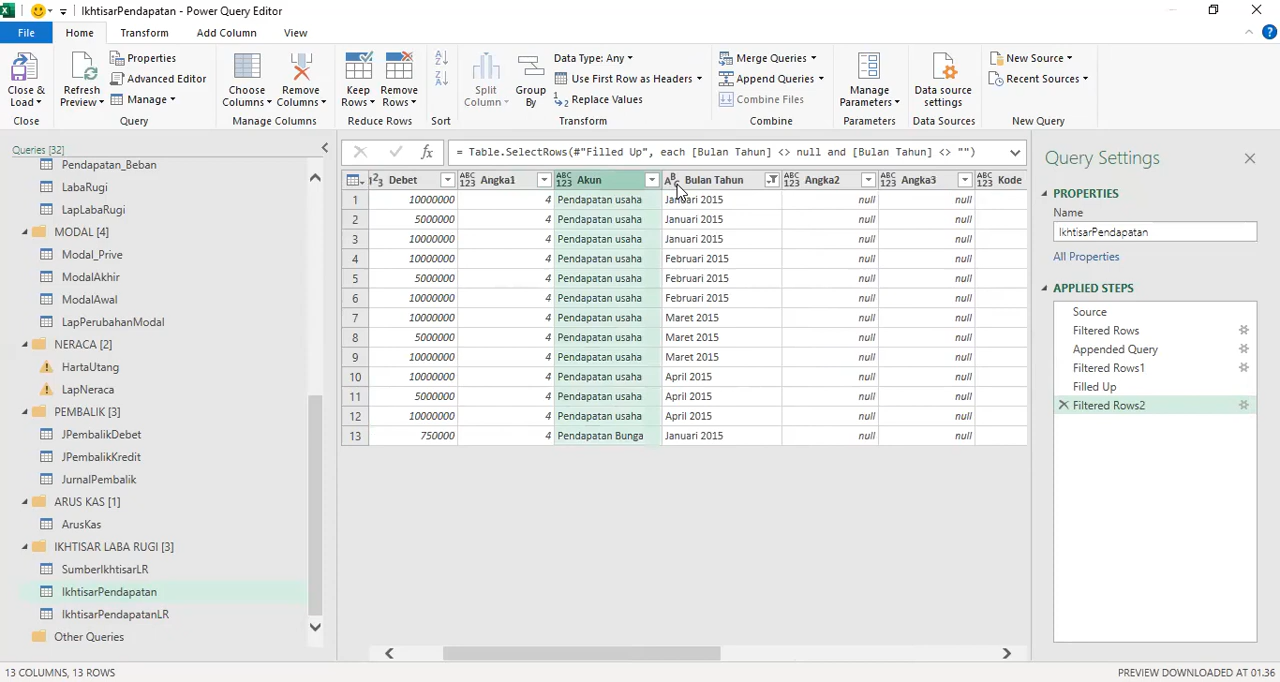 IkhtisarPendapatan - Power Query Editor
File Home Transform Add Column View
Close & Load
Close
Refresh Preview
Properties
Advanced Editor
Manage
Query
Choose Columns
Remove Columns
Manage Columns
Keep Rows
Remove Rows
Reduce Rows
Sort
Split Column
Group By
Data Type: Any
Use First Row as Headers
Replace Values
Transform
Merge Queries
Append Queries
Combine Files
Combine
Manage Parameters
Parameters
Data source settings
Data Sources
New Source
Recent Sources
New Query
Queries [32]
Pendapatan_Beban
LabaRugi
LapLabaRugi
MODAL [4]
Modal_Prive
ModalAkhir
ModalAwal
LapPerubahanModal
NERACA [2]
HartaUtang
LapNeraca
PEMBALIK [3]
JPembalikDebet
JPembalikKredit
JurnalPembalik
ARUS KAS [1]
ArusKas
IKHTISAR LABA RUGI [3]
SumberIkhtisarLR
IkhtisarPendapatan
IkhtisarPendapatanLR
Other Queries
= Table.SelectRows(#"Filled Up", each [Bulan Tahun] <> null and [Bulan Tahun] <> "")
Debet Angka1 Akun Bulan Tahun Angka2 Angka3 Kode
1 10000000 4 Pendapatan usaha Januari 2015 null null
2 5000000 4 Pendapatan usaha Januari 2015 null null
3 10000000 4 Pendapatan usaha Januari 2015 null null
4 10000000 4 Pendapatan usaha Februari 2015 null null
5 5000000 4 Pendapatan usaha Februari 2015 null null
6 10000000 4 Pendapatan usaha Februari 2015 null null
7 10000000 4 Pendapatan usaha Maret 2015 null null
8 5000000 4 Pendapatan usaha Maret 2015 null null
9 10000000 4 Pendapatan usaha Maret 2015 null null
10 10000000 4 Pendapatan usaha April 2015 null null
11 5000000 4 Pendapatan usaha April 2015 null null
12 10000000 4 Pendapatan usaha April 2015 null null
13 750000 4 Pendapatan Bunga Januari 2015 null null
Query Settings
PROPERTIES
Name
IkhtisarPendapatan
All Properties
APPLIED STEPS
Source
Filtered Rows
Appended Query
Filtered Rows1
Filled Up
Filtered Rows2
13 COLUMNS, 13 ROWS
PREVIEW DOWNLOADED AT 01.36